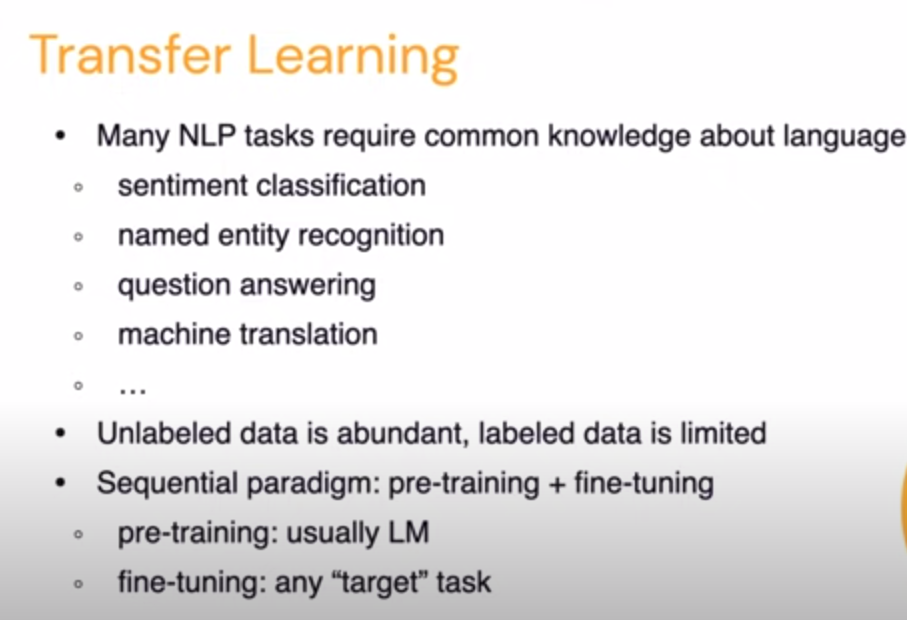 Transfer Learning
• Many NLP tasks require common knowledge about language
◦ sentiment classification
◦ named entity recognition
◦ question answering
◦ machine translation
◦ ...
• Unlabeled data is abundant, labeled data is limited
• Sequential paradigm: pre-training + fine-tuning
◦ pre-training: usually LM
◦ fine-tuning: any “target” task